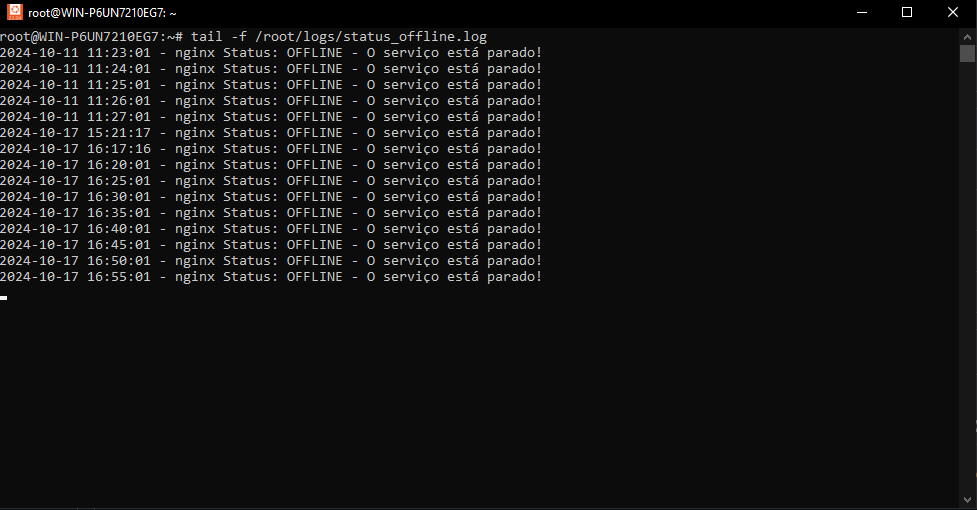 root@WIN-P6UN7210EG7: ~
root@WIN-P6UN7210EG7:~# tail -f /root/logs/status_offline.log
2024-10-11 11:23:01 - nginx Status: OFFLINE - O serviço está parado!
2024-10-11 11:24:01 - nginx Status: OFFLINE - O serviço está parado!
2024-10-11 11:25:01 - nginx Status: OFFLINE - O serviço está parado!
2024-10-11 11:26:01 - nginx Status: OFFLINE - O serviço está parado!
2024-10-11 11:27:01 - nginx Status: OFFLINE - O serviço está parado!
2024-10-17 15:21:17 - nginx Status: OFFLINE - O serviço está parado!
2024-10-17 16:17:16 - nginx Status: OFFLINE - O serviço está parado!
2024-10-17 16:20:01 - nginx Status: OFFLINE - O serviço está parado!
2024-10-17 16:25:01 - nginx Status: OFFLINE - O serviço está parado!
2024-10-17 16:30:01 - nginx Status: OFFLINE - O serviço está parado!
2024-10-17 16:35:01 - nginx Status: OFFLINE - O serviço está parado!
2024-10-17 16:40:01 - nginx Status: OFFLINE - O serviço está parado!
2024-10-17 16:45:01 - nginx Status: OFFLINE - O serviço está parado!
2024-10-17 16:50:01 - nginx Status: OFFLINE - O serviço está parado!
2024-10-17 16:55:01 - nginx Status: OFFLINE - O serviço está parado!